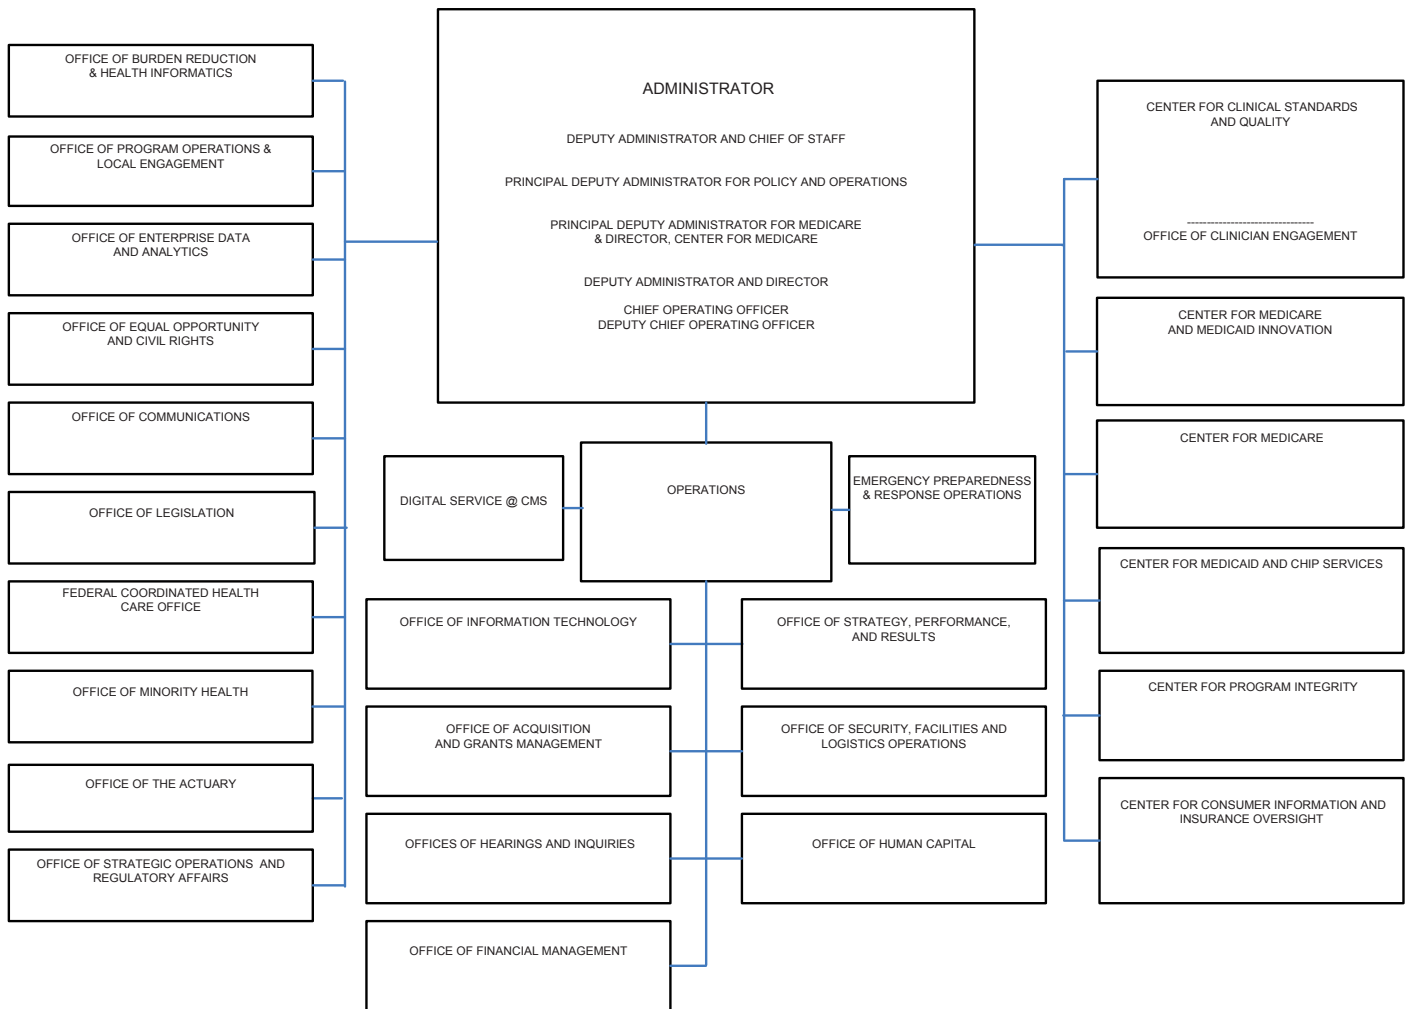 OFFICE OF BURDEN REDUCTION
& HEALTH INFORMATICS
OFFICE OF PROGRAM OPERATIONS &
LOCAL ENGAGEMENT
OFFICE OF ENTERPRISE DATA
AND ANALYTICS
OFFICE OF EQUAL OPPORTUNITY
AND CIVIL RIGHTS
OFFICE OF COMMUNICATIONS
OFFICE OF LEGISLATION
FEDERAL COORDINATED HEALTH
CARE OFFICE
OFFICE OF MINORITY HEALTH
OFFICE OF THE ACTUARY
OFFICE OF STRATEGIC OPERATIONS AND
REGULATORY AFFAIRS
ADMINISTRATOR
DEPUTY ADMINISTRATOR AND CHIEF OF STAFF
PRINCIPAL DEPUTY ADMINISTRATOR FOR POLICY AND OPERATIONS
PRINCIPAL DEPUTY ADMINISTRATOR FOR MEDICARE
& DIRECTOR, CENTER FOR MEDICARE
DEPUTY ADMINISTRATOR AND DIRECTOR
CHIEF OPERATING OFFICER
DEPUTY CHIEF OPERATING OFFICER
DIGITAL SERVICE @ CMS
OPERATIONS
EMERGENCY PREPAREDNESS
& RESPONSE OPERATIONS
OFFICE OF INFORMATION TECHNOLOGY
OFFICE OF STRATEGY, PERFORMANCE,
AND RESULTS
OFFICE OF ACQUISITION
AND GRANTS MANAGEMENT
OFFICE OF SECURITY, FACILITIES AND
LOGISTICS OPERATIONS
OFFICES OF HEARINGS AND INQUIRIES
OFFICE OF HUMAN CAPITAL
OFFICE OF FINANCIAL MANAGEMENT
CENTER FOR CLINICAL STANDARDS
AND QUALITY
--------------------------------
OFFICE OF CLINICIAN ENGAGEMENT
CENTER FOR MEDICARE
AND MEDICAID INNOVATION
CENTER FOR MEDICARE
CENTER FOR MEDICAID AND CHIP SERVICES
CENTER FOR PROGRAM INTEGRITY
CENTER FOR CONSUMER INFORMATION AND
INSURANCE OVERSIGHT